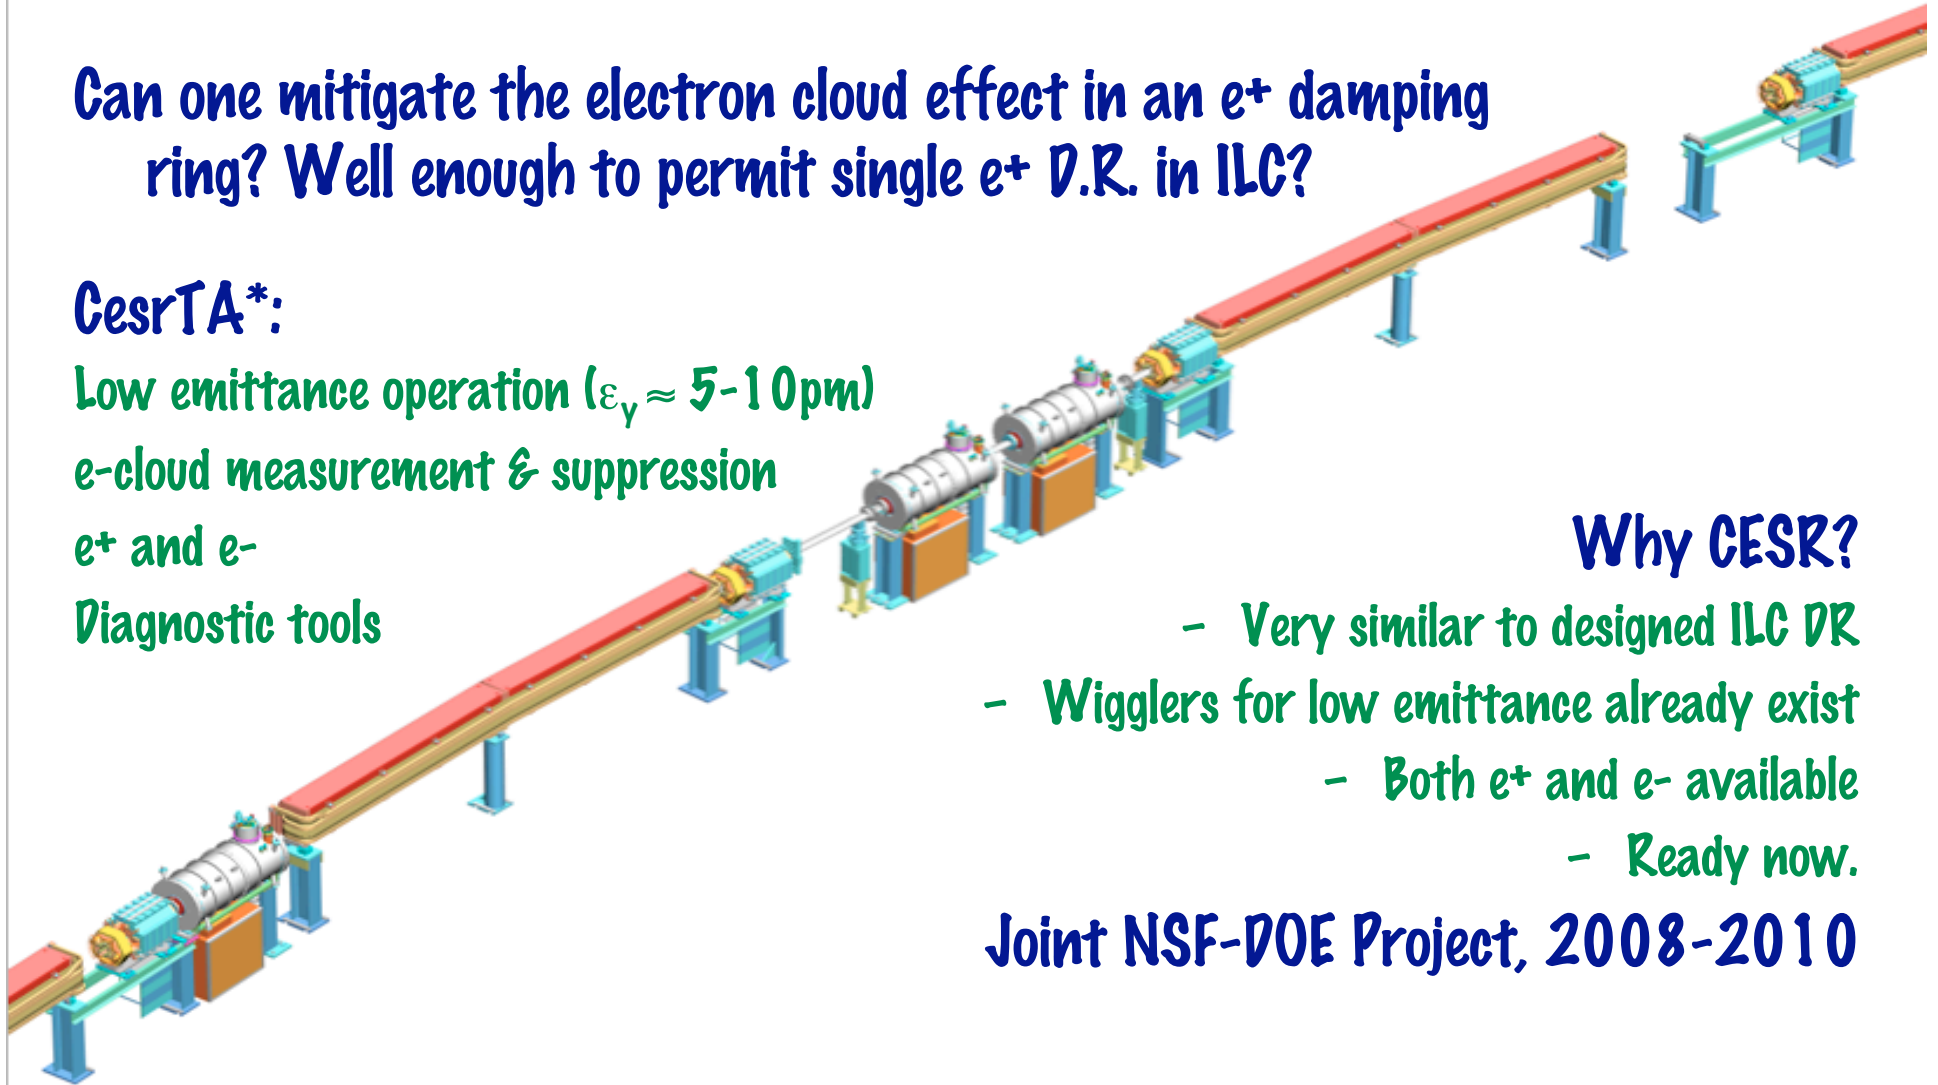 Can one mitigate the electron cloud effect in an e+ damping
ring? Well enough to permit single e+ D.R. in ILC?
CesrTA*:
Low emittance operation (εy ≈ 5-10pm)
e-cloud measurement & suppression
e+ and e-
Diagnostic tools
Why CESR?
- Very similar to designed ILC DR
- Wigglers for low emittance already exist
- Both e+ and e- available
- Ready now.
Joint NSF-DOE Project, 2008-2010